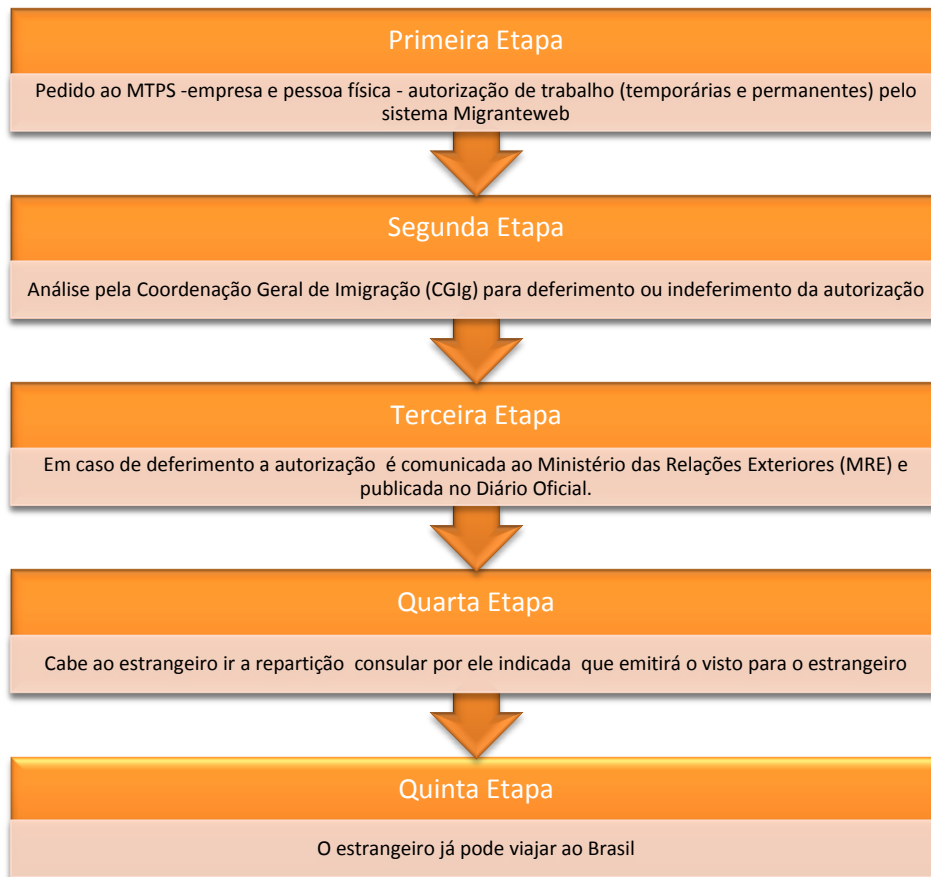 Primeira Etapa
Pedido ao MTPS -empresa e pessoa física - autorização de trabalho (temporárias e permanentes) pelo
sistema Migranteweb
Segunda Etapa
Análise pela Coordenação Geral de Imigração (CGIg) para deferimento ou indeferimento da autorização
Terceira Etapa
Em caso de deferimento a autorização é comunicada ao Ministério das Relações Exteriores (MRE) e
publicada no Diário Oficial.
Quarta Etapa
Cabe ao estrangeiro ir a repartição consular por ele indicada que emitirá o visto para o estrangeiro
Quinta Etapa
O estrangeiro já pode viajar ao Brasil